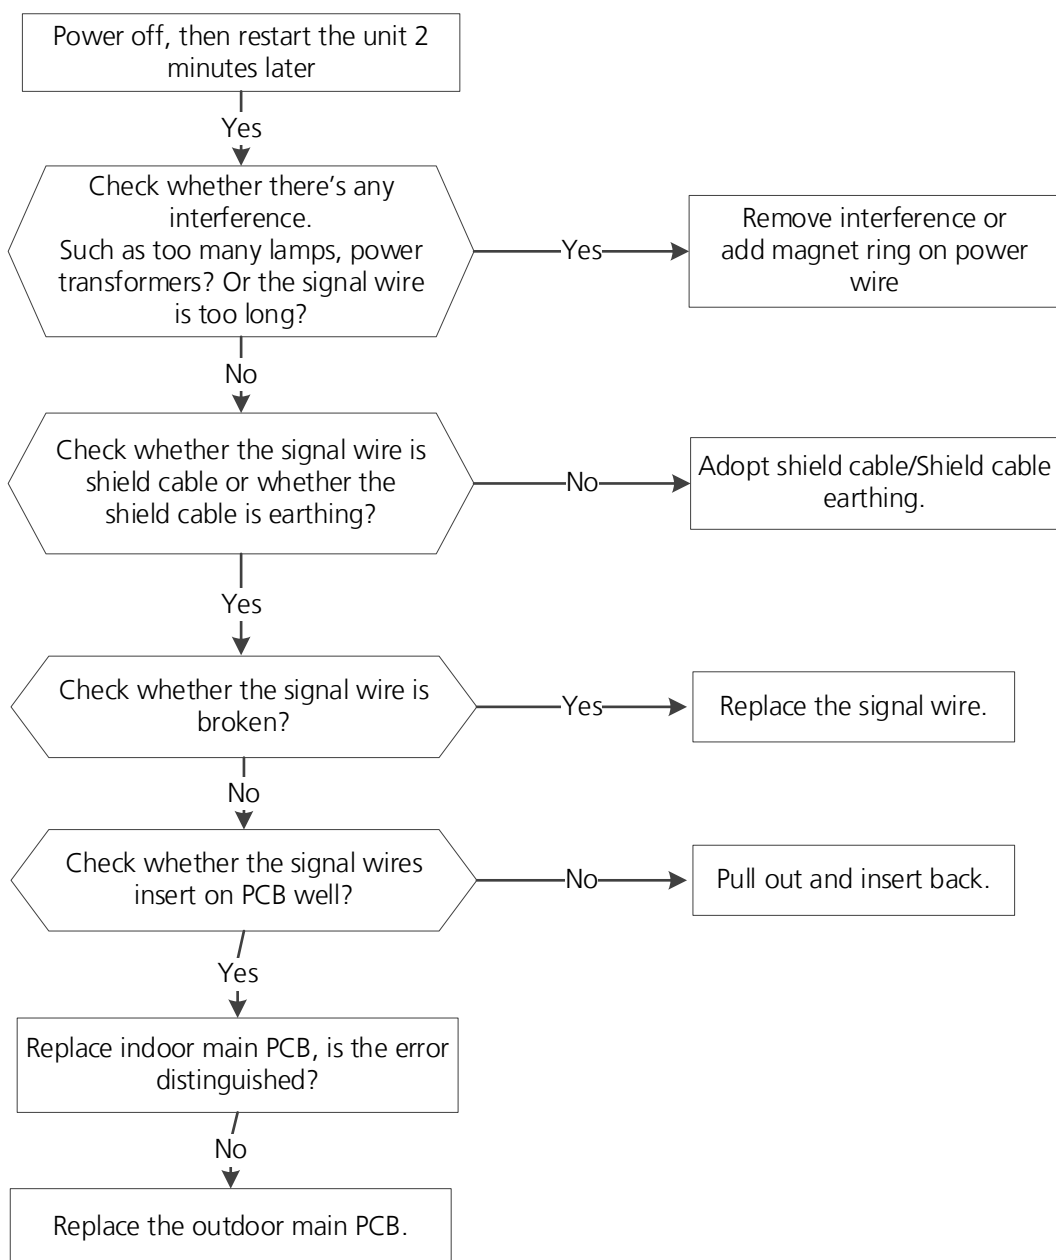 Power off, then restart the unit 2
minutes later
Yes
Check whether there’s any
interference.
Such as too many lamps, power
transformers? Or the signal wire
is too long?
Yes
Remove interference or
add magnet ring on power
wire
No
Check whether the signal wire is
shield cable or whether the
shield cable is earthing?
No
Adopt shield cable/Shield cable
earthing.
Yes
Check whether the signal wire is
broken?
Yes
Replace the signal wire.
No
Check whether the signal wires
insert on PCB well?
No
Pull out and insert back.
Yes
Replace indoor main PCB, is the error
distinguished?
No
Replace the outdoor main PCB.